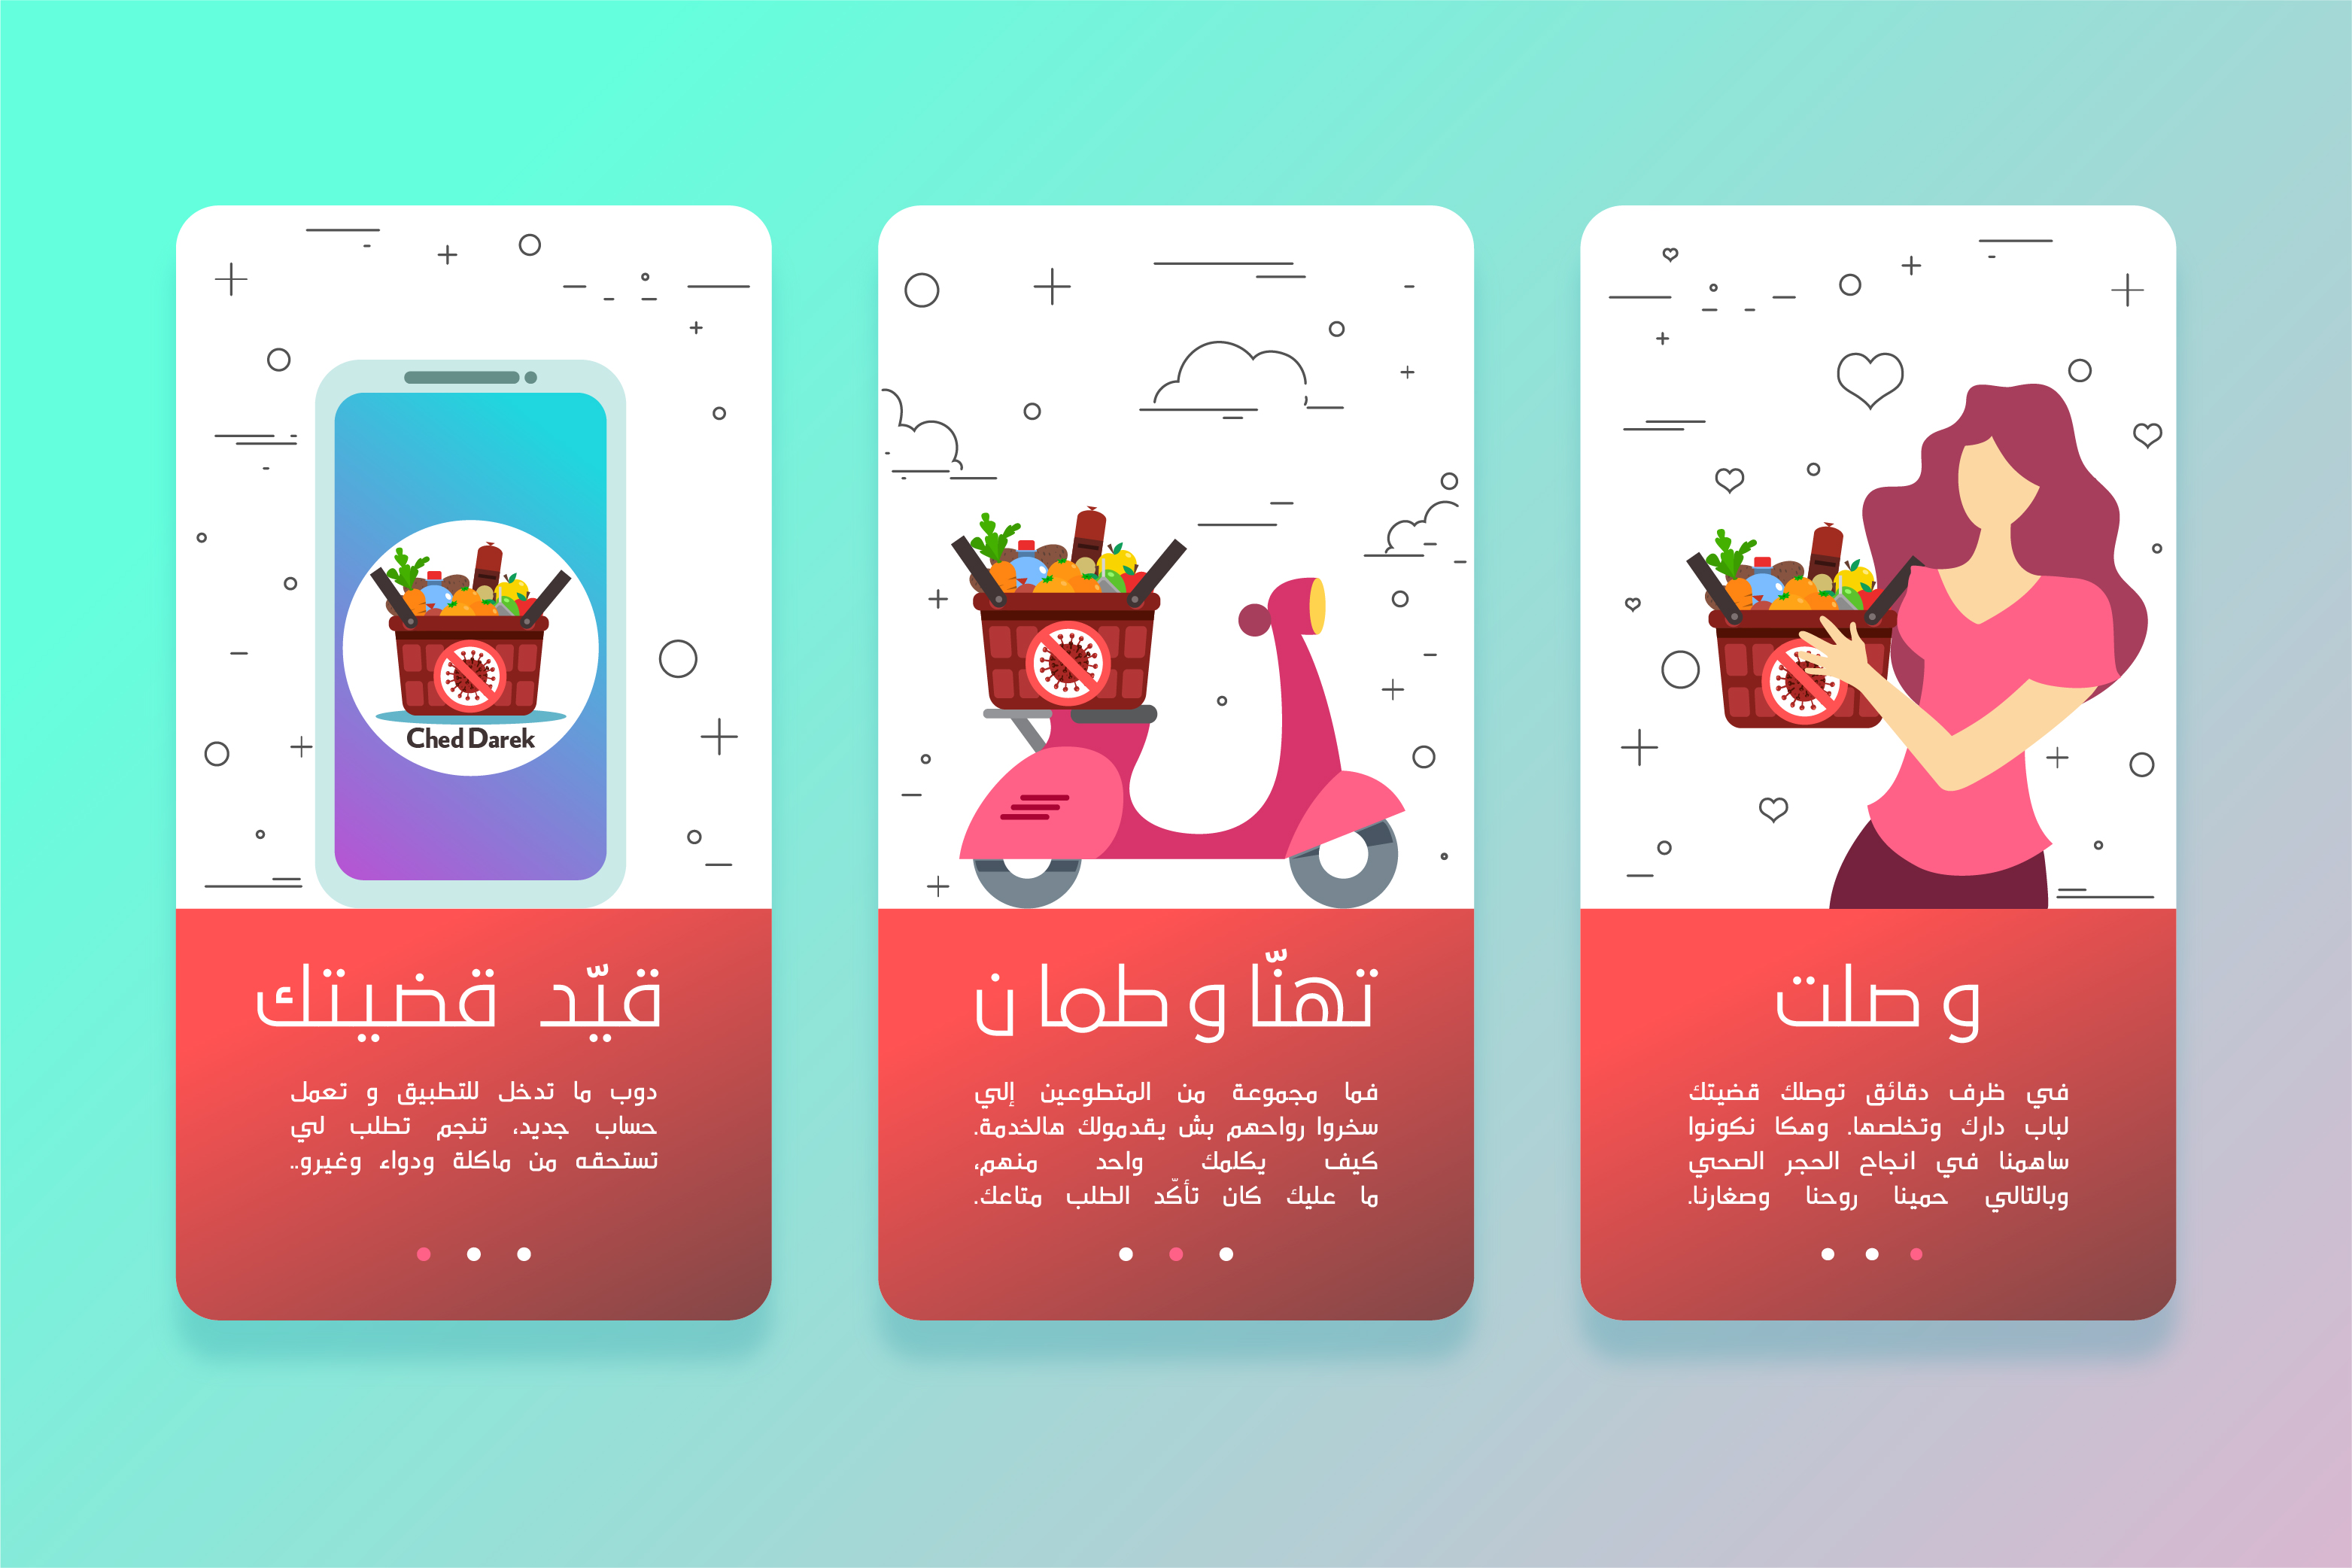 Ched Darek
قيّد قضيتك
دوب ما تدخل للتطبيق و تعمل
حساب جديد، تنجم تطلب لي
تستحقه من ماكلة ودواء وغيرو..
تهنّا وطمان
فما مجموعة من المتطوعين إلي
سخروا رواحهم بش يقدمولك هالخدمة.
كيف يكلمك واحد منهم،
ما عليك كان تأكّد الطلب متاعك.
وصلت
في ظرف دقائق توصلك قضيتك
لباب دارك وتخلصها. وهكا نكونوا
ساهمنا في انجاح الحجر الصحي
وبالتالي حمينا روحنا وصغارنا.